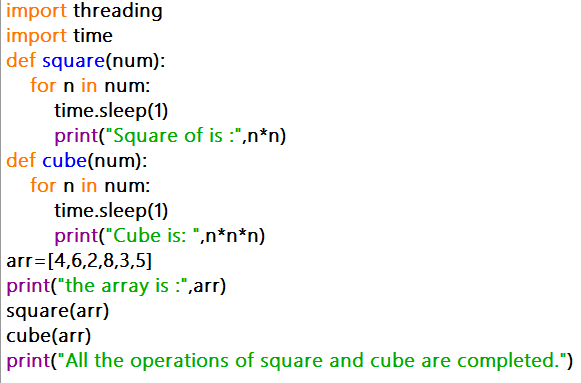 import threading
import time
def square(num):
    for n in num:
        time.sleep(1)
        print("Square of is :",n*n)
def cube(num):
    for n in num:
        time.sleep(1)
        print("Cube is: ",n*n*n)
arr=[4,6,2,8,3,5]
print("the array is :",arr)
square(arr)
cube(arr)
print("All the operations of square and cube are completed.")